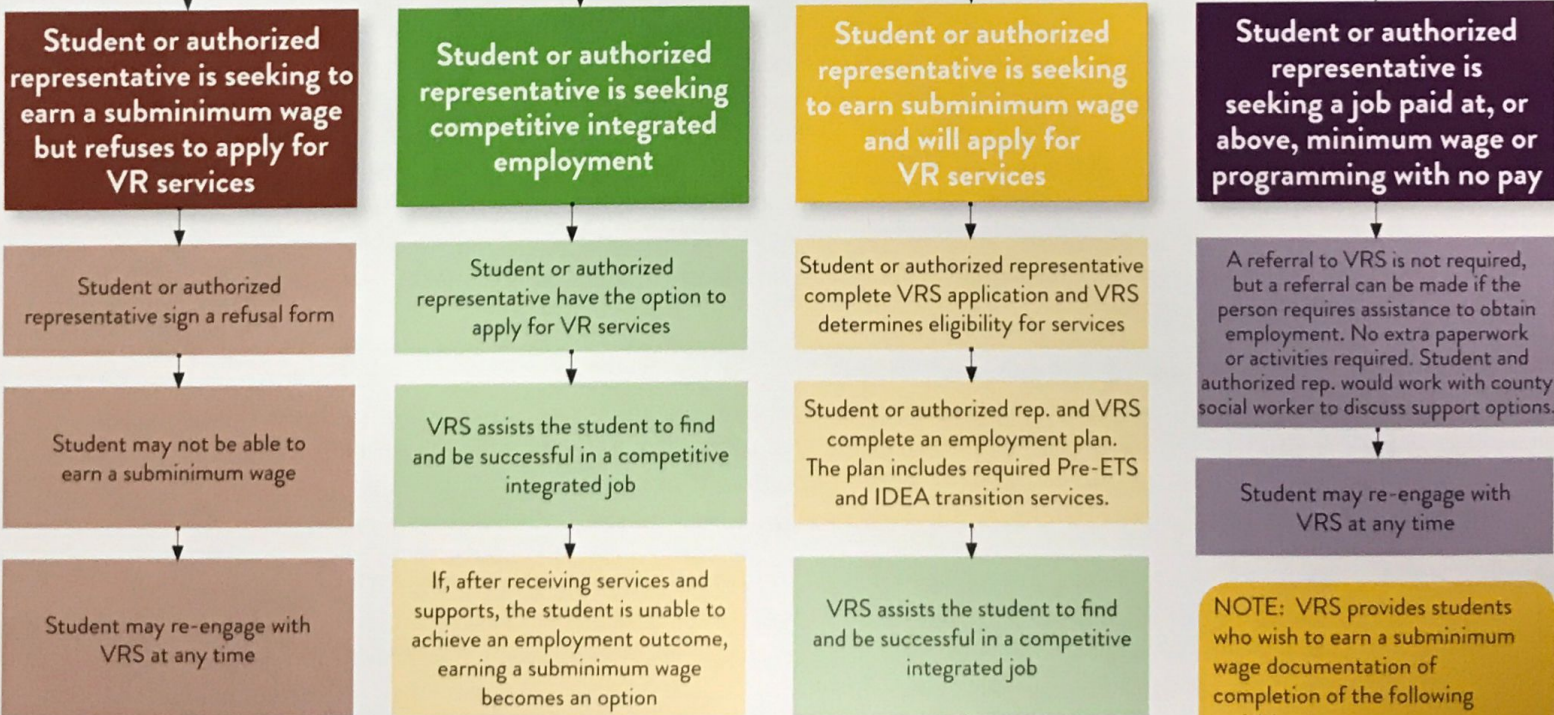 Student or authorized
representative is seeking to
earn a subminimum wage
but refuses to apply for
VR services
Student or authorized
representative sign a refusal form
Student may not be able to
earn a subminimum wage
Student may re-engage with
VRS at any time
Student or authorized
representative is seeking
competitive integrated
employment
Student or authorized
representative have the option to
apply for VR services
VRS assists the student to find
and be successful in a competitive
integrated job
If, after receiving services and
supports, the student is unable to
achieve an employment outcome,
earning a subminimum wage
becomes an option
Student or authorized
representative is seeking
to earn subminimum wage
and will apply for
VR services
Student or authorized representative
complete VRS application and VRS
determines eligibility for services
Student or authorized rep. and VRS
complete an employment plan.
The plan includes required Pre-ETS
and IDEA transition services.
VRS assists the student to find
and be successful in a competitive
integrated job
Student or authorized
representative is
seeking a job paid at, or
above, minimum wage or
programming with no pay
A referral to VRS is not required,
but a referral can be made if the
person requires assistance to obtain
employment. No extra paperwork
or activities required. Student and
authorized rep. would work with county
social worker to discuss support options.
Student may re-engage with
VRS at any time
NOTE: VRS provides students
who wish to earn a subminimum
wage documentation of
completion of the following